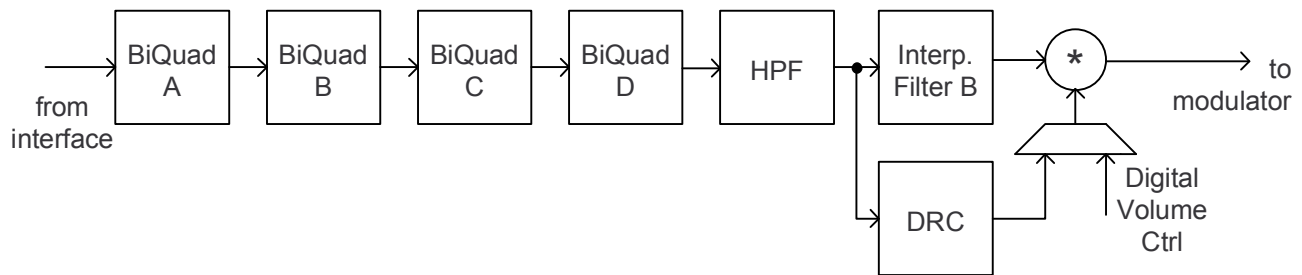 from
interface
BiQuad
A
BiQuad
B
BiQuad
C
BiQuad
D
HPF
Interp.
Filter B
*
to
modulator
DRC
Digital
Volume
Ctrl